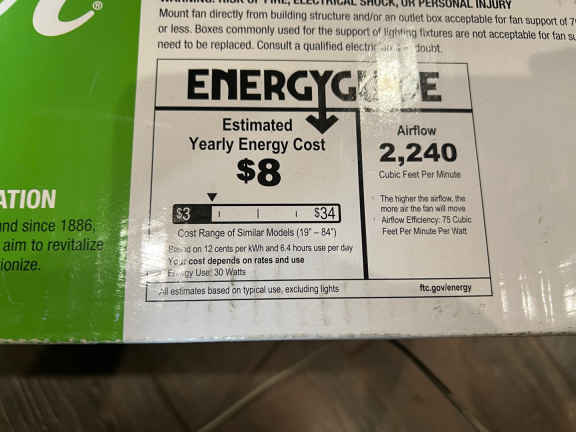 WARNING: RISK OF FIRE, ELECTRICAL SHOCK, OR PERSONAL INJURY
Mount fan directly from building structure and/or an outlet box acceptable for fan support of
or less. Boxes commonly used for the support of lighting fixtures are not acceptable for fan
need to be replaced. Consult a qualified doubt.
®
ENERGYGUIDE
Estimated
Yearly Energy Cost
$8
$3
$34
Cost Range of Similar Models (19" – 84")
Based on 12 cents per kWh and 6.4 hours use per day
Your cost depends on rates and use
Energy Use: 30 Watts
Airflow
2,240
Cubic Feet Per Minute
· The higher the airflow, the
more air the fan will move
· Airflow Efficiency: 75 Cubic
Feet Per Minute Per Watt
All estimates based on typical use, excluding lights
ftc.gov/energy
ATION
nd since 1886,
aim to revitalize
ionize.